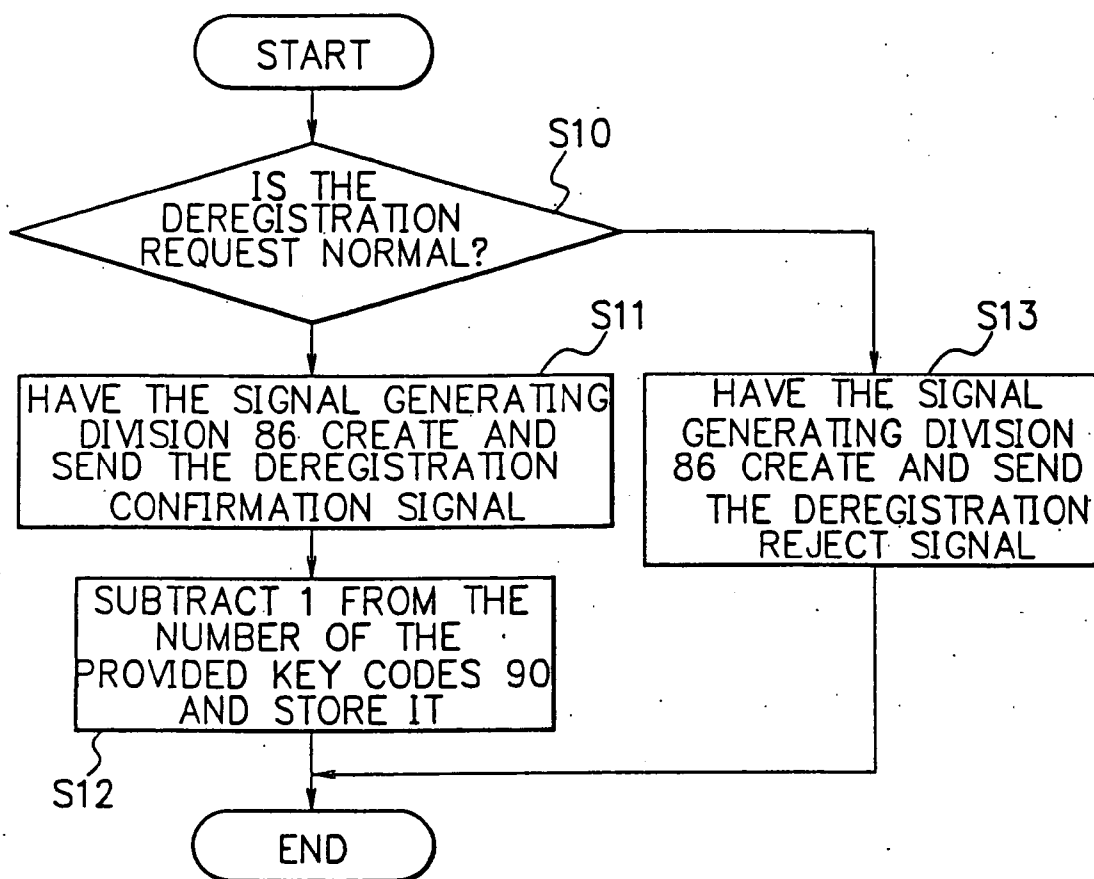 START
S10
IS THE
DEREGISTRATION
REQUEST NORMAL?
S11
HAVE THE SIGNAL GENERATING
DIVISION 86 CREATE AND
SEND THE DEREGISTRATION
CONFIRMATION SIGNAL
S13
HAVE THE SIGNAL
GENERATING DIVISION
86 CREATE AND SEND
THE DEREGISTRATION
REJECT SIGNAL
SUBTRACT 1 FROM THE
NUMBER OF THE
PROVIDED KEY CODES 90
AND STORE IT
S12
END